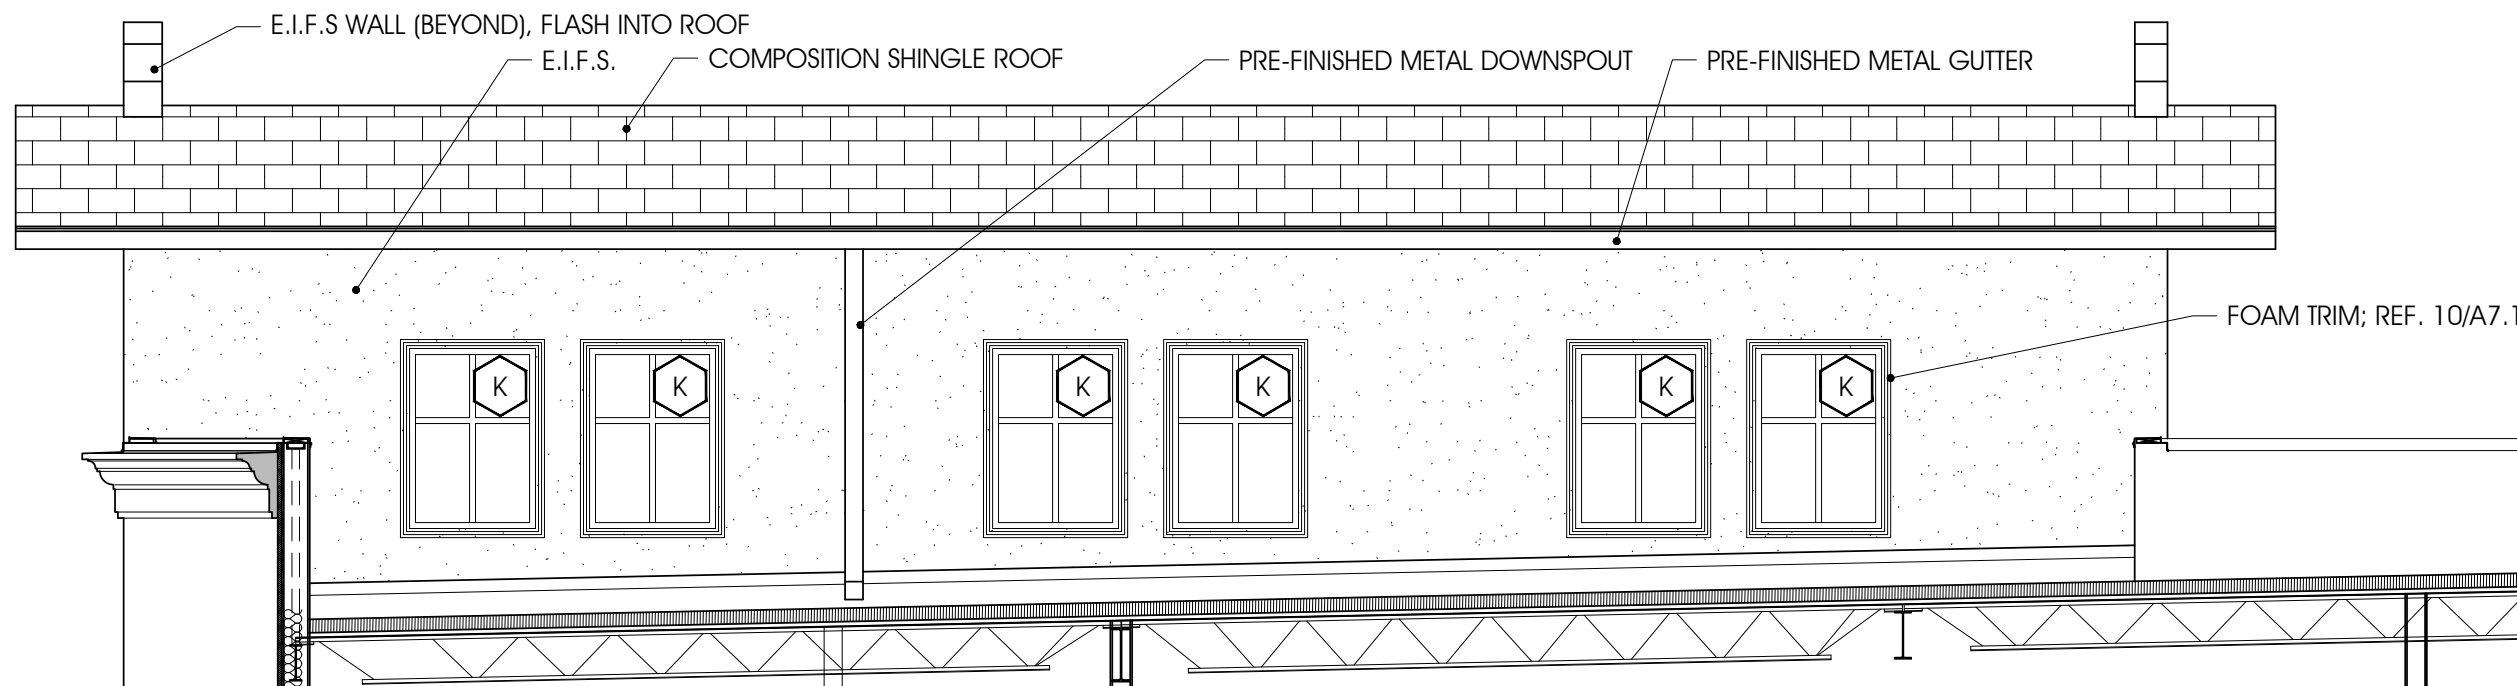 E.I.F.S WALL (BEYOND), FLASH INTO ROOF
E.I.F.S.
COMPOSITION SHINGLE ROOF
PRE-FINISHED METAL DOWNSPOUT
PRE-FINISHED METAL GUTTER
FOAM TRIM; REF. 10/A7.1
K
K
K
K
K
K